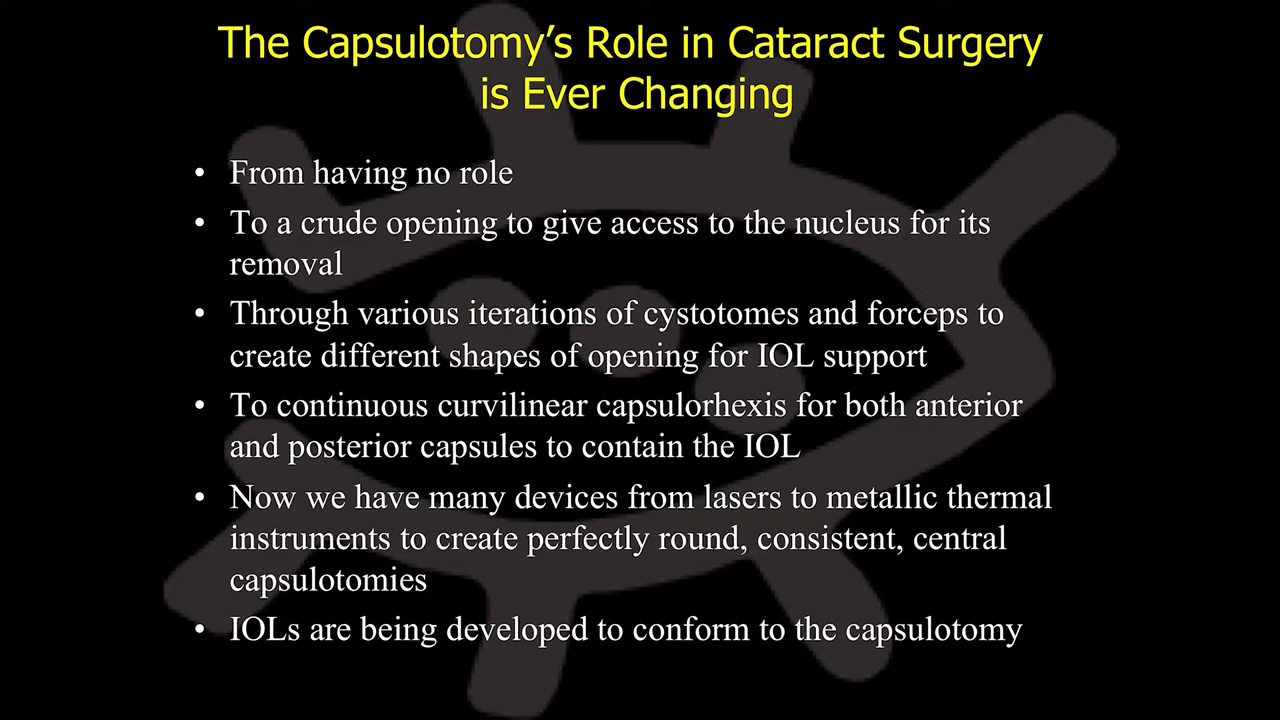 The Capsulotomy’s Role in Cataract Surgery
is Ever Changing
• From having no role
• To a crude opening to give access to the nucleus for its
removal
• Through various iterations of cystotomes and forceps to
create different shapes of opening for IOL support
• To continuous curvilinear capsulorhexis for both anterior
and posterior capsules to contain the IOL
• Now we have many devices from lasers to metallic thermal
instruments to create perfectly round, consistent, central
capsulotomies
• IOLs are being developed to conform to the capsulotomy